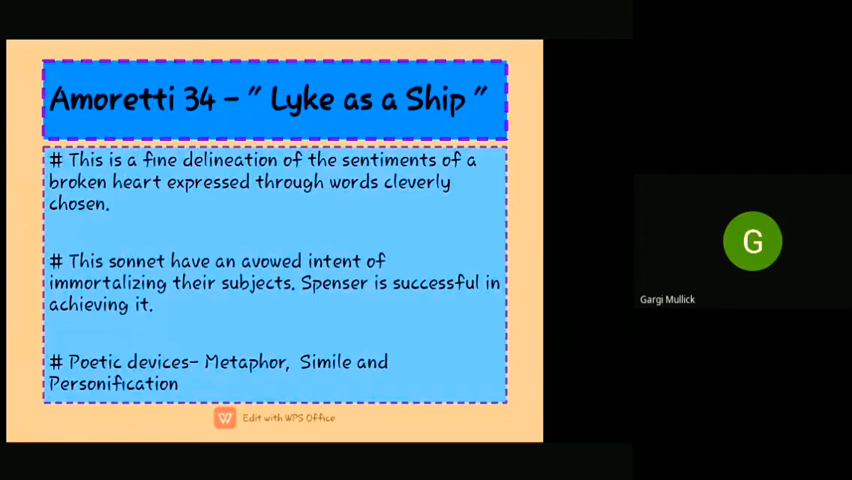 Amoretti 34 - " Lyke as a Ship "
# This is a fine delineation of the sentiments of a
broken heart expressed through words cleverly
chosen.
# This sonnet have an avowed intent of
immortalizing their subjects. Spenser is successful in
achieving it.
# Poetic devices- Metaphor, Simile and
Personification
Edit with WPS Office
G
Gargi Mullick